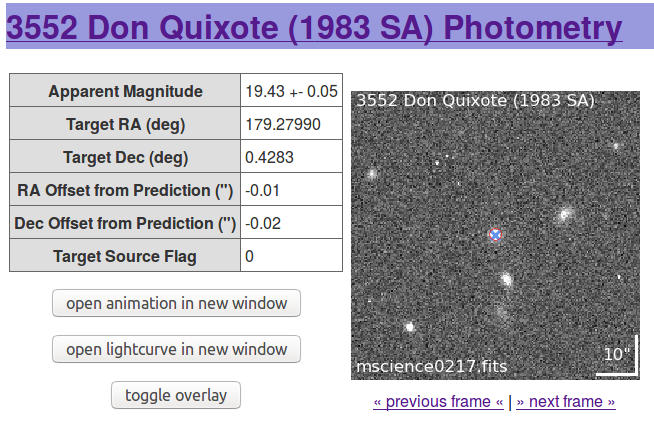 3552 Don Quixote (1983 SA) Photometry
Apparent Magnitude 19.43 +- 0.05
Target RA (deg) 179.27990
Target Dec (deg) 0.4283
RA Offset from Prediction (") -0.01
Dec Offset from Prediction (") -0.02
Target Source Flag 0
open animation in new window
open lightcurve in new window
toggle overlay
3552 Don Quixote (1983 SA)
10"
mscience0217.fits
« previous frame « | » next frame »